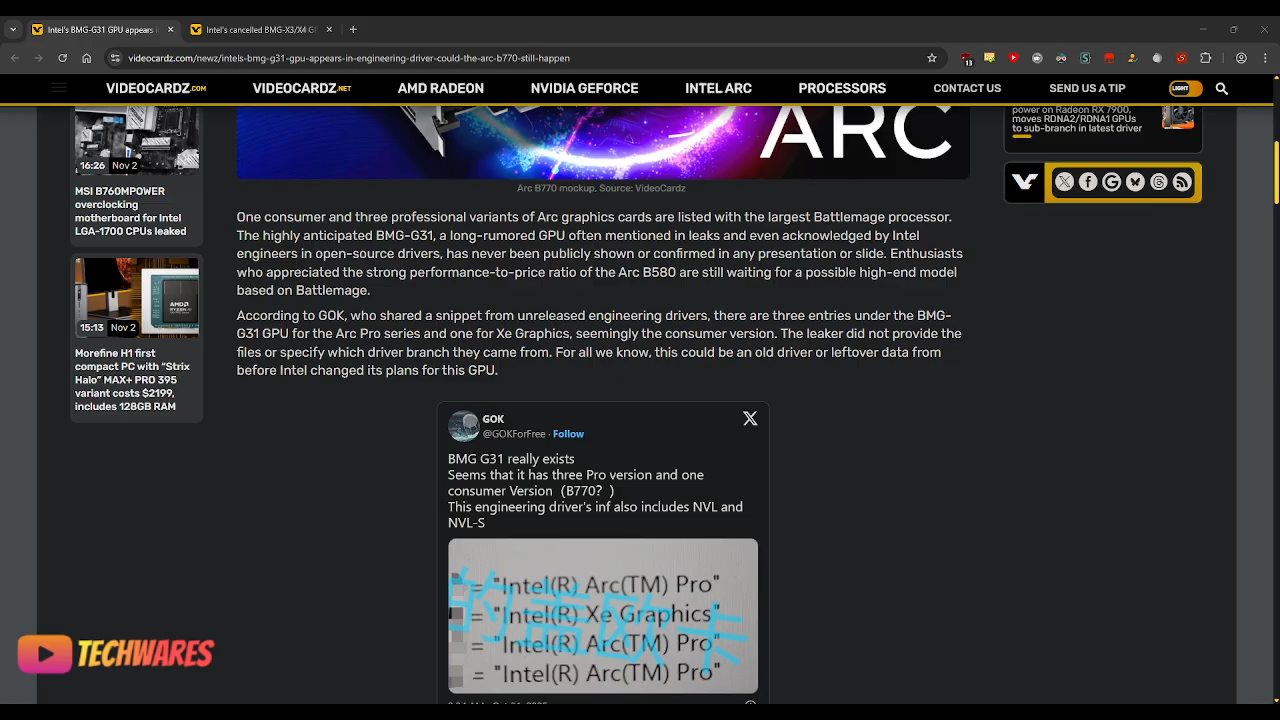 Intel's BMG-G31 GPU appears i
Intel's cancelled BMG-X3/X4 GP
videocardz.com/newz/intels-bmg-g31-gpu-appears-in-engineering-driver-could-the-arc-b770-still-happen
13
VIDEOCARDZ.COM
VIDEOCARDZ.NET
AMD RADEON
NVIDIA GEFORCE
INTEL ARC
PROCESSORS
CONTACT US
SEND US A TIP
LIGHT
16:26 Nov 2
MSI B760MPOWER
overclocking
motherboard for Intel
LGA-1700 CPUs leaked
AMD
RYZEN AI
15:13 Nov 2
Morefine H1 first
compact PC with “Strix
Halo” MAX+ PRO 395
variant costs $2199,
includes 128GB RAM
ARC
Arc B770 mockup, Source: VideoCardz
One consumer and three professional variants of Arc graphics cards are listed with the largest Battlemage processor.
The highly anticipated BMG-G31, a long-rumored GPU often mentioned in leaks and even acknowledged by Intel
engineers in open-source drivers, has never been publicly shown or confirmed in any presentation or slide. Enthusiasts
who appreciated the strong performance-to-price ratio of the Arc B580 are still waiting for a possible high-end model
based on Battlemage.
According to GOK, who shared a snippet from unreleased engineering drivers, there are three entries under the BMG-
G31 GPU for the Arc Pro series and one for Xe Graphics, seemingly the consumer version. The leaker did not provide the
files or specify which driver branch they came from. For all we know, this could be an old driver or leftover data from
before Intel changed its plans for this GPU.
GOK
@GOKForFree · Follow
BMG G31 really exists
Seems that it has three Pro version and one
consumer Version（B770？）
This engineering driver's inf also includes NVL and
NVL-S
= "Intel(R) Arc(TM) Pro"
= "Intel(R) Xe Graphics"
= "Intel(R) Arc(TM) Pro"
= "Intel(R) Arc(TM) Pro"
的盖欧卡
power on Radeon RX 7900,
moves RDNA2/RDNA1 GPUs
to sub-branch in latest driver
TECHWARES